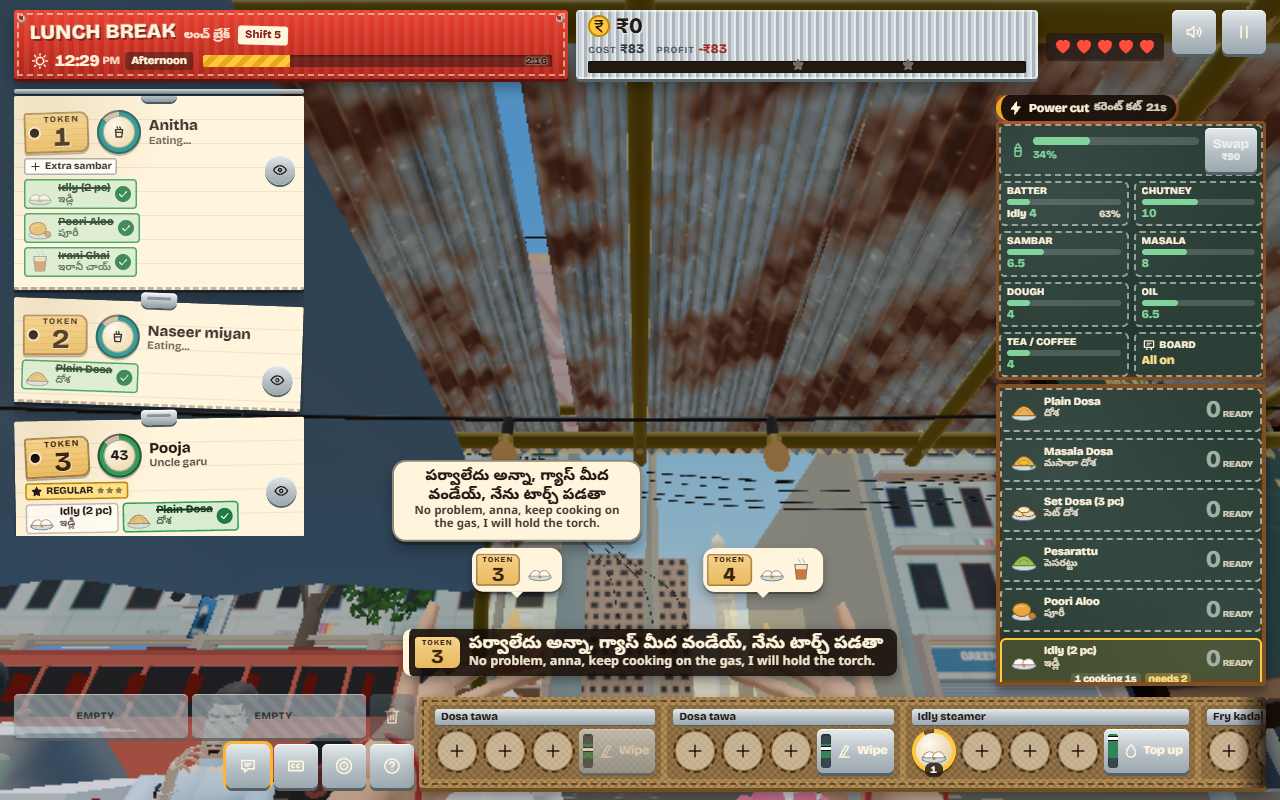 LUNCH BREAK లంచ్ బ్రేక్ Shift 5
12:29 PM Afternoon 2:16
₹ ₹0
COST ₹83 PROFIT -₹83
Power cut కరెంట్ కట్ 21s
34%
Swap
₹90
BATTER
Idly 4 63%
CHUTNEY
10
SAMBAR
6.5
MASALA
8
DOUGH
4
OIL
6.5
TEA / COFFEE
4
BOARD
All on
TOKEN
1
Anitha
Eating...
+ Extra sambar
Idly (2 pc)
ఇడ్లీ
Poori Aloo
పూరీ
Irani Chai
ఇరానీ చాయ్
TOKEN
2
Naseer miyan
Eating...
Plain Dosa
దోశ
TOKEN
3
43
Pooja
Uncle garu
REGULAR
Idly (2 pc)
ఇడ్లీ
Plain Dosa
దోశ
పర్వాలేదు అన్నా, గ్యాస్ మీద
వండేయ్, నేను టార్చ్ పడతా
No problem, anna, keep cooking on
the gas, I will hold the torch.
TOKEN
3
TOKEN
4
TOKEN
3
పర్వాలేదు అన్నా, గ్యాస్ మీద వండేయ్, నేను టార్చ్ పడతా
No problem, anna, keep cooking on the gas, I will hold the torch.
Plain Dosa
దోశ
0 READY
Masala Dosa
మసాలా దోశ
0 READY
Set Dosa (3 pc)
సెట్ దోశ
0 READY
Pesarattu
పెసరట్టు
0 READY
Poori Aloo
పూరీ
0 READY
Idly (2 pc)
ఇడ్లీ
0 READY
1 cooking 1s needs 2
EMPTY
EMPTY
Dosa tawa
Wipe
Dosa tawa
Wipe
Idly steamer
1
Top up
Fry kadai